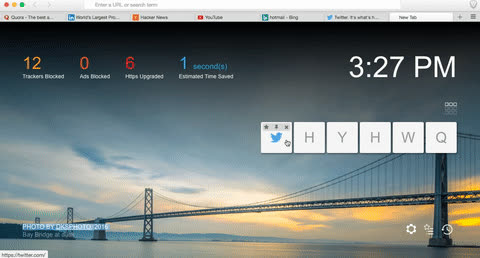 Enter a URL or search term
Quora - The best a...
World's Largest Pro...
Hacker News
YouTube
hotmail - Bing
Twitter. It's what's h...
New Tab
12
Trackers Blocked
0
Ads Blocked
6
Https Upgraded
1 second(s)
Estimated Time Saved
3:27 PM
H
Y
H
W
Q
PHOTO BY DKSPHOTO, 2016
Bay Bridge at dusk
https://twitter.com/